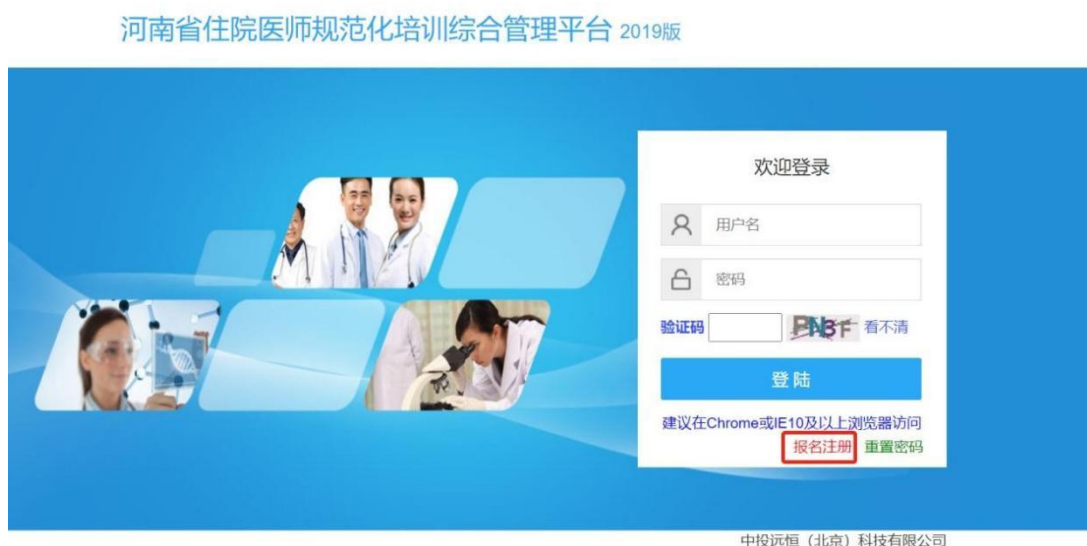 河南省住院医师规范化培训综合管理平台 2019版
欢迎登录
用户名
密码
验证码 PN3F 看不清
登 陆
建议在Chrome或IE10及以上浏览器访问
报名注册 重置密码
中投远恒（北京）科技有限公司